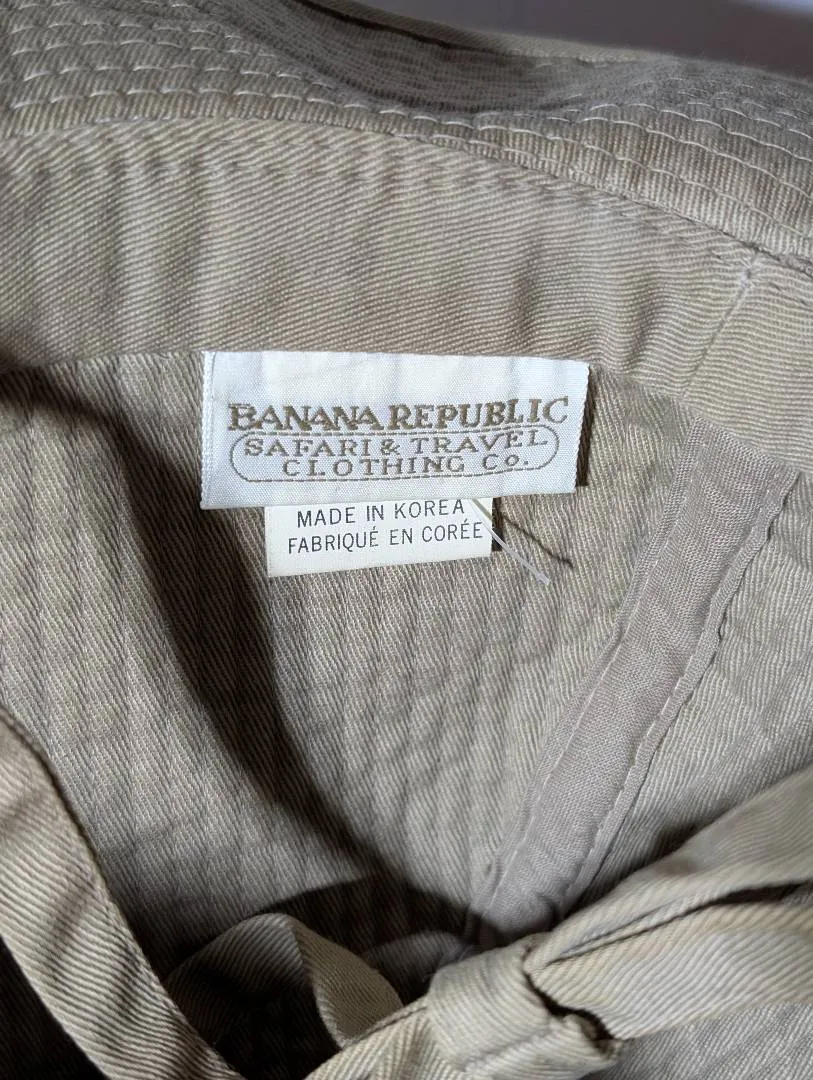 BANANA REPUBLIC
SAFARI & TRAVEL
CLOTHING Co.
MADE IN KOREA
FABRIQUÉ EN CORÉE